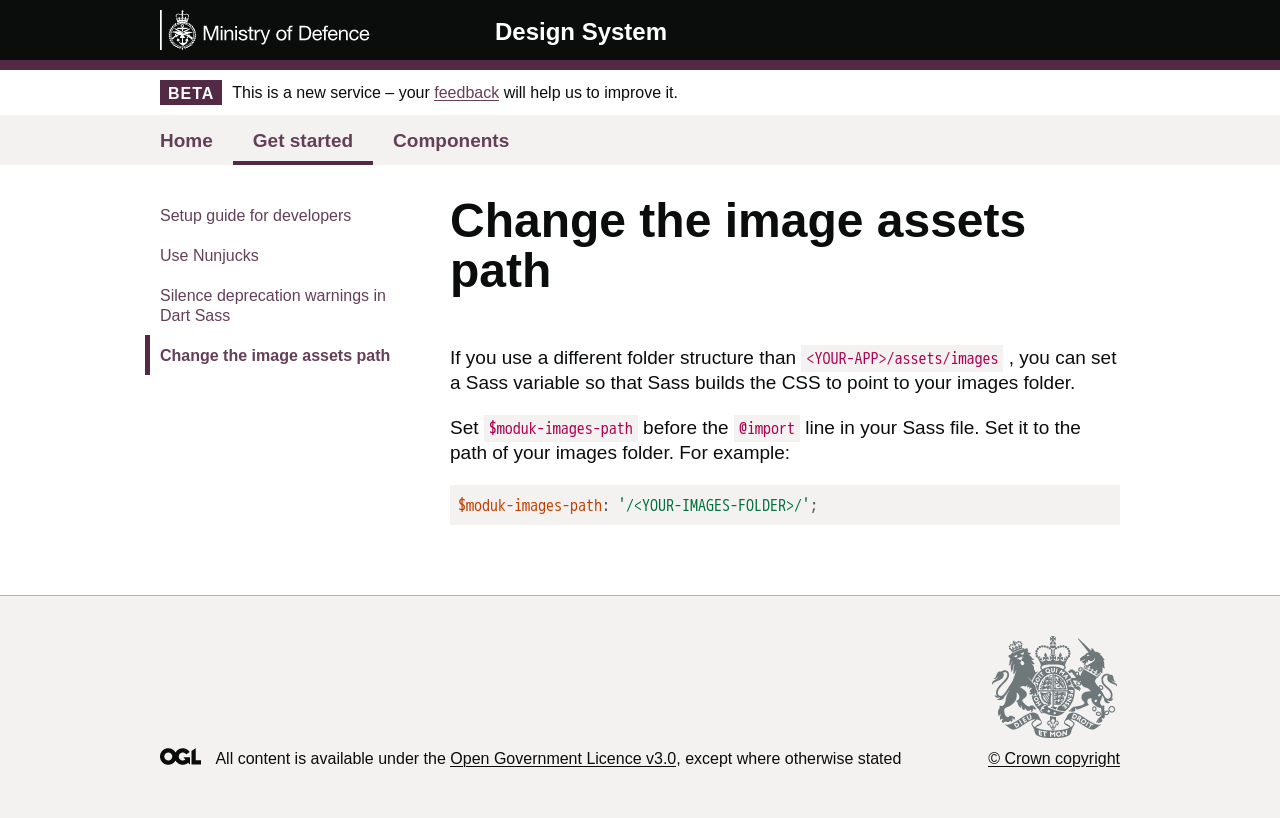 Ministry of Defence
Design System
BETA This is a new service – your feedback will help us to improve it.
Home Get started Components
Setup guide for developers
Use Nunjucks
Silence deprecation warnings in
Dart Sass
Change the image assets path
Change the image assets
path
If you use a different folder structure than <YOUR-APP>/assets/images , you can set
a Sass variable so that Sass builds the CSS to point to your images folder.
Set $moduk-images-path before the @import line in your Sass file. Set it to the
path of your images folder. For example:
$moduk-images-path: '/<YOUR-IMAGES-FOLDER>/';
OGL All content is available under the Open Government Licence v3.0, except where otherwise stated
© Crown copyright